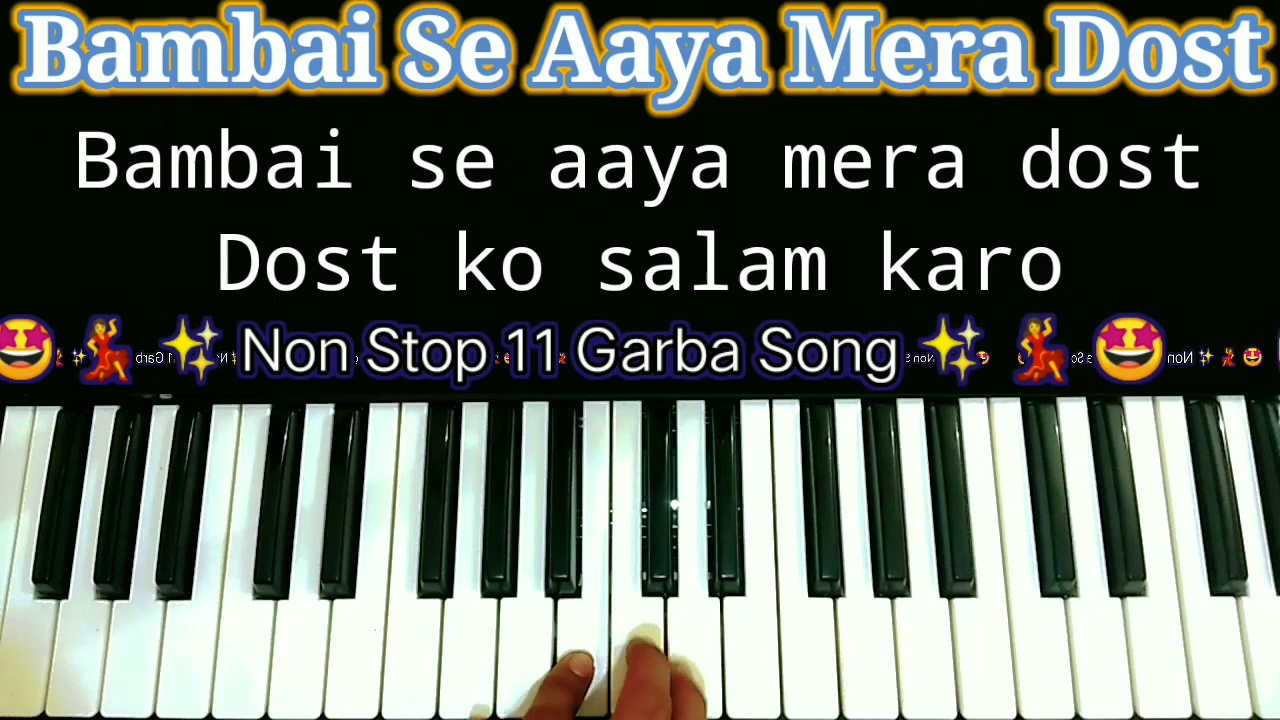 Bambai Se Aaya Mera Dost
Bambai se aaya mera dost
Dost ko salam karo
🤩💃✨ Non Stop 11 Garba Song ✨💃🤩